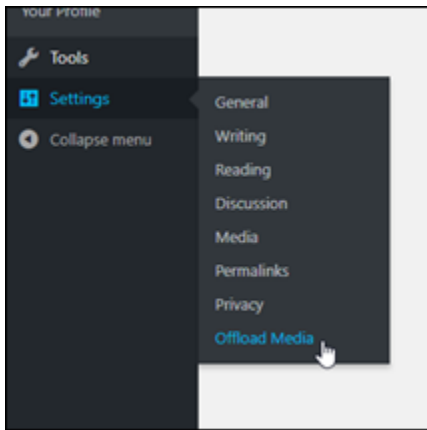 Your Profile
Tools
Settings
Collapse menu
General
Writing
Reading
Discussion
Media
Permalinks
Privacy
Offload Media